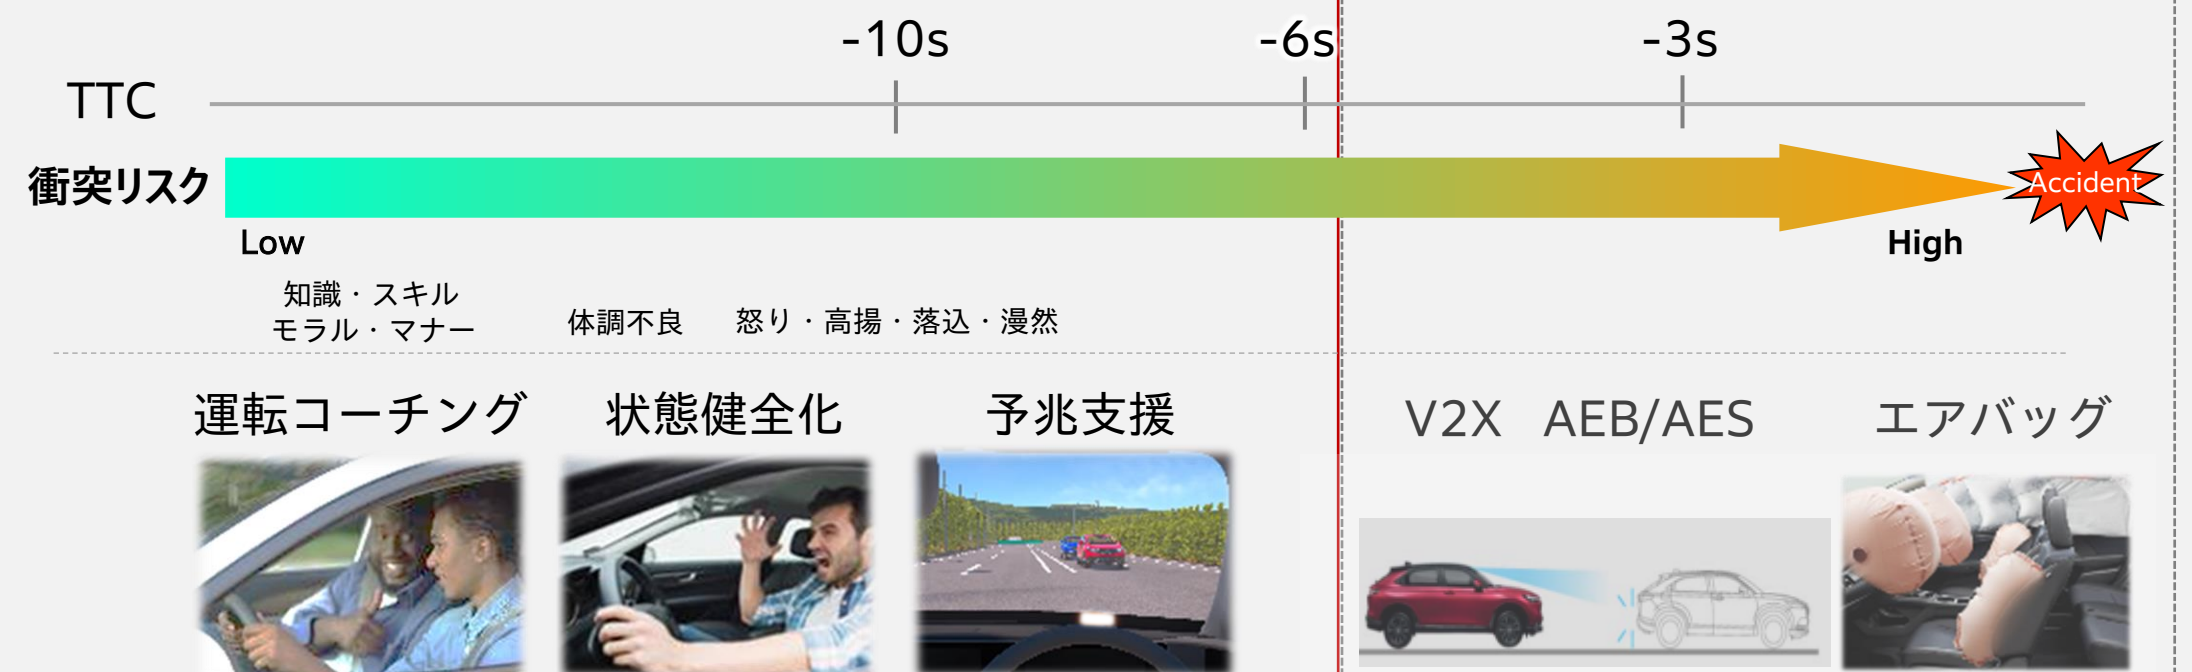 -10s
-6s
-3s
TTC
衝突リスク
Accident
Low
High
知識・スキル
モラル・マナー
体調不良
怒り・高揚・落込・漫然
運転コーチング
状態健全化
予兆支援
V2X
AEB/AES
エアバッグ